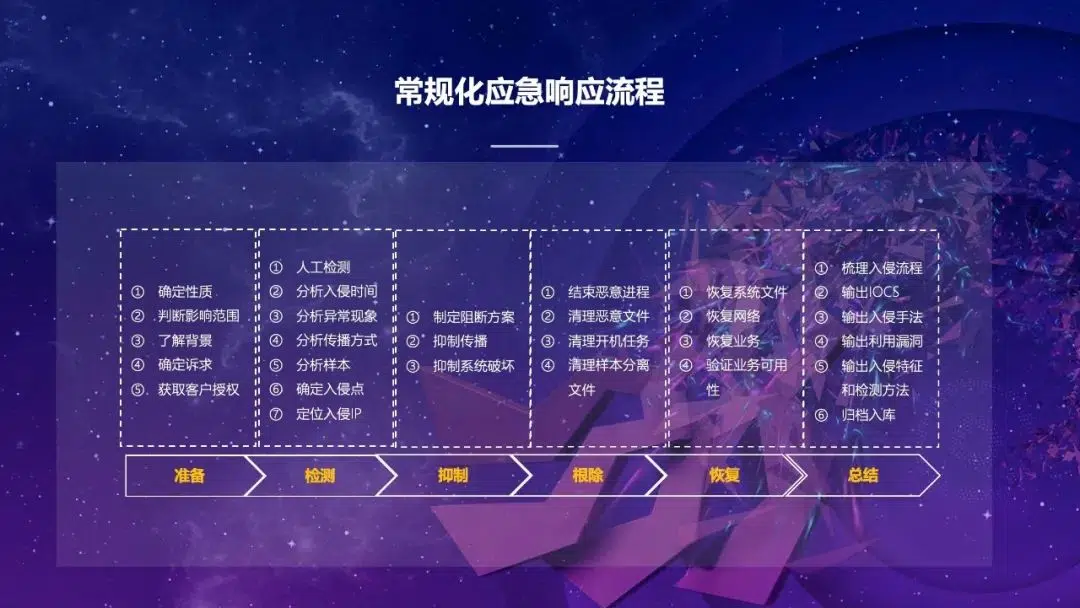 常规化应急响应流程
① 确定性质
② 判断影响范围
③ 了解背景
④ 确定诉求
⑤ 获取客户授权
① 人工检测
② 分析入侵时间
③ 分析异常现象
④ 分析传播方式
⑤ 分析样本
⑥ 确定入侵点
⑦ 定位入侵IP
① 制定阻断方案
② 抑制传播
③ 抑制系统破坏
① 结束恶意进程
② 清理恶意文件
③ 清理开机任务
④ 清理样本分离
文件
① 恢复系统文件
② 恢复网络
③ 恢复业务
④ 验证业务可用
性
① 梳理入侵流程
② 输出IOCS
③ 输出入侵手法
④ 输出利用漏洞
⑤ 输出入侵特征
和检测方法
⑥ 归档入库
准备
检测
抑制
根除
恢复
总结